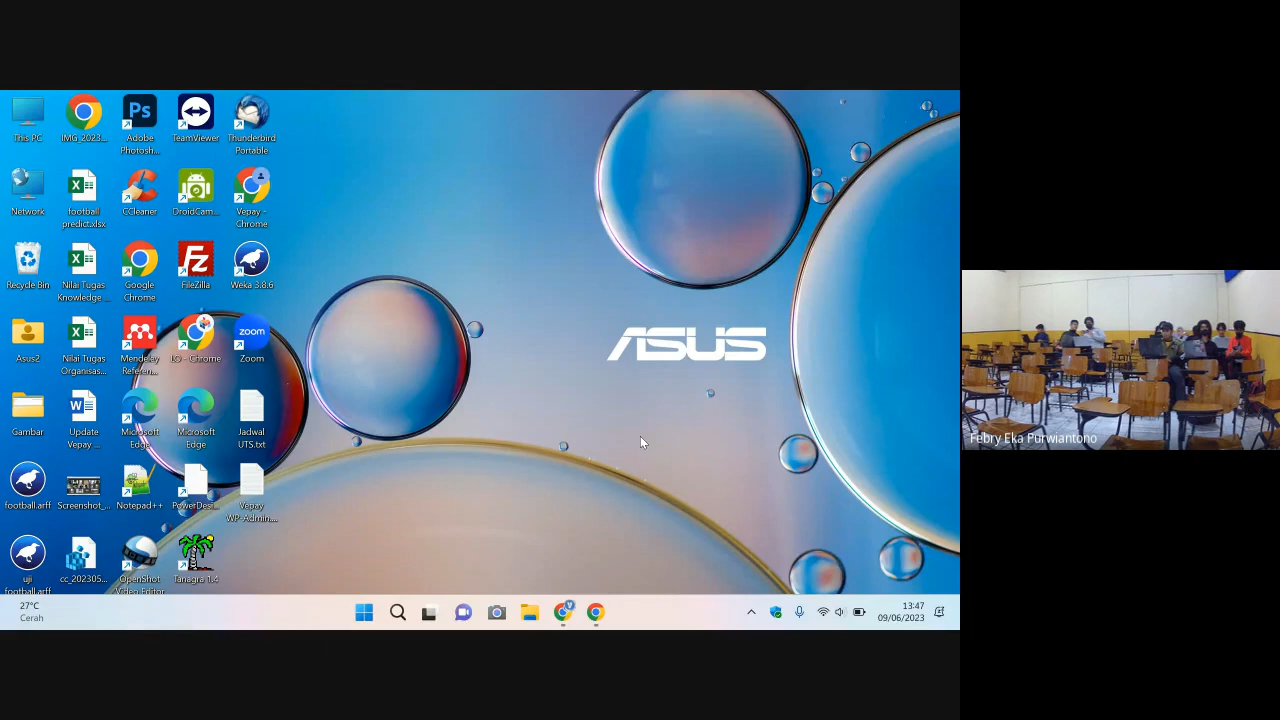 This PC
IMG_2023...
Adobe
Photosh...
TeamViewer
Thunderbird
Portable
Network
football
predict.xlsx
CCleaner
DroidCam...
Vepay -
Chrome
Recycle Bin
Nilai Tugas
Knowledge...
Google
Chrome
FileZilla
Weka 3.8.6
Asus2
Nilai Tugas
Organisas...
Mendeley
Referen...
LO - Chrome
zoom
Zoom
Gambar
Update
Vepay ...
Microsoft
Edge
Microsoft
Edge
Jadwal
UTS.txt
football.arff
Screenshot_...
Notepad++
PowerDesi...
Vepay
WP-Admin....
uji
football.arff
cc_202305...
OpenShot
Video Editor
Tanagra 1.4
ASUS
27°C
Cerah
13:47
09/06/2023
Febry Eka Purwiantono